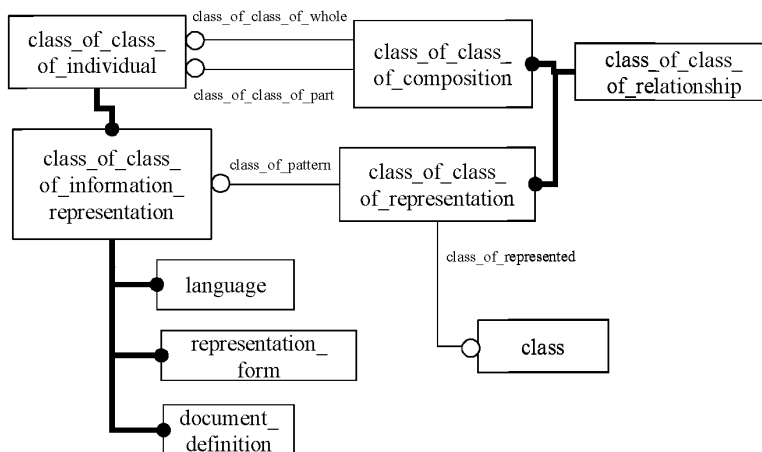 class_of_class_of_whole
class_of_class_
of_individual
class_of_class_
of_composition
class_of_class_
of_relationship
class_of_class_of_part
class_of_class_
of_information_
representation
class_of_pattern
class_of_class_
of_representation
class_of_represented
language
representation_
form
class
document_
definition